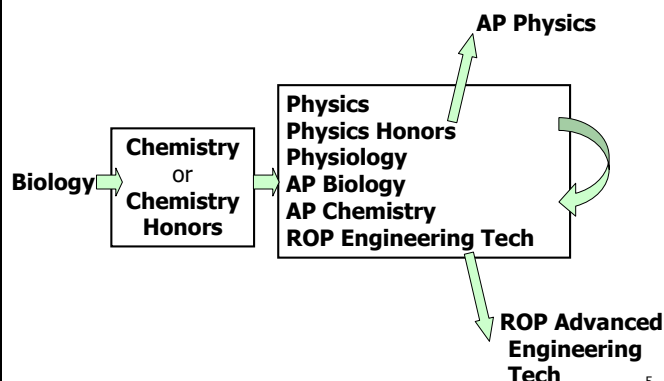 AP Physics
Physics
Physics Honors
Physiology
AP Biology
AP Chemistry
ROP Engineering Tech
Chemistry
or
Chemistry
Honors
Biology
ROP Advanced
Engineering
Tech
5